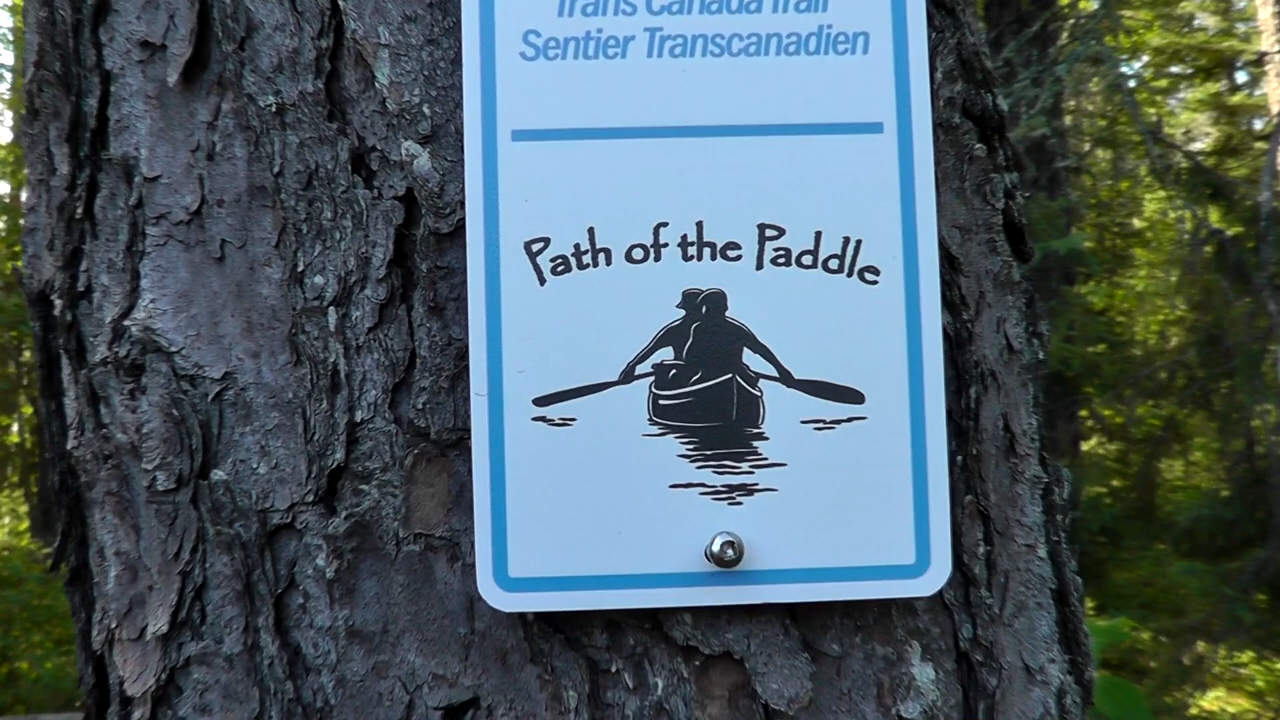 Trans Canada Trail
Sentier Transcanadien
Path of the Paddle